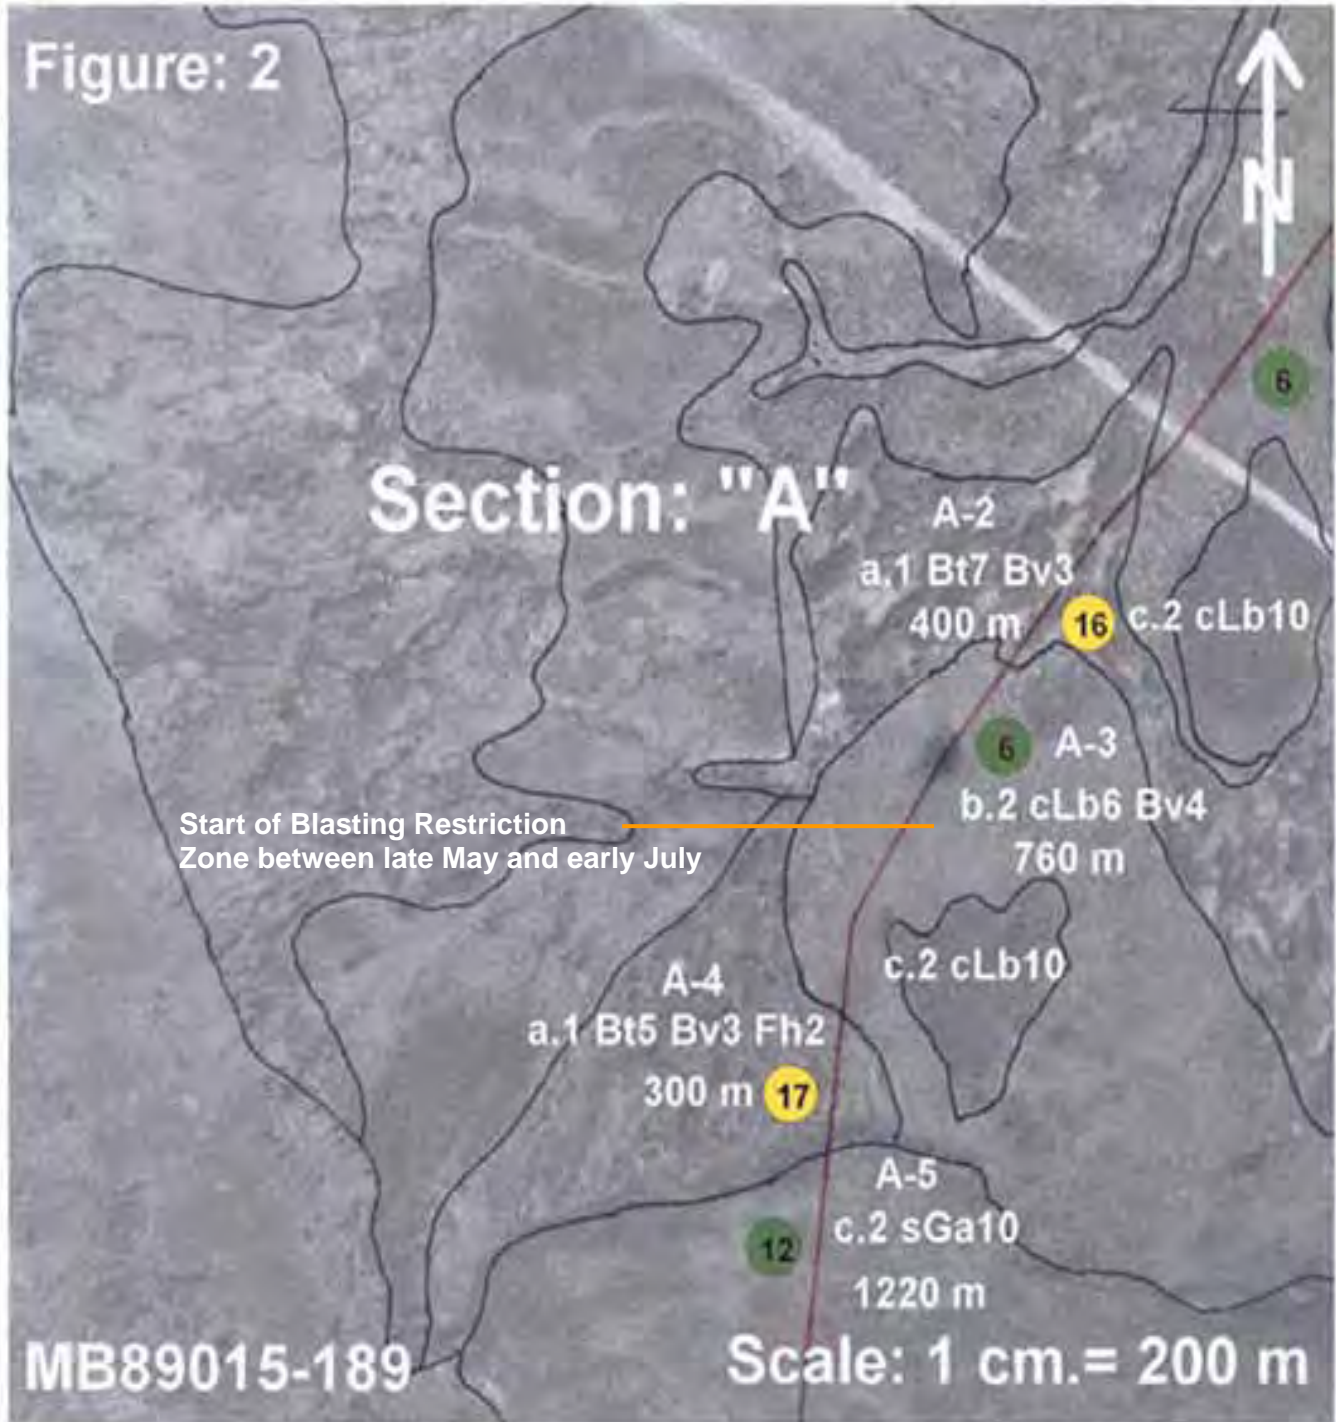 Figure: 2
N
6
Section: "A"
A-2
a.1 Bt7 Bv3
400 m
16
c.2 cLb10
6
A-3
b.2 cLb6 Bv4
760 m
Start of Blasting Restriction
Zone between late May and early July
c.2 cLb10
A-4
a.1 Bt5 Bv3 Fh2
300 m
17
A-5
c.2 sGa10
12
1220 m
MB89015-189
Scale: 1 cm.= 200 m